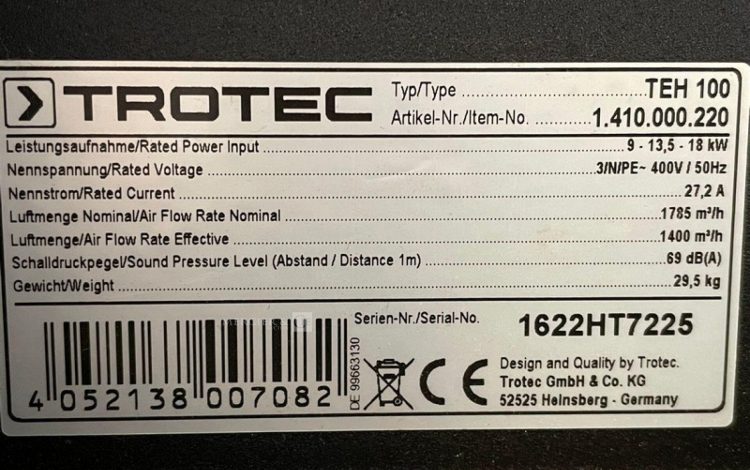 TROTEC
Typ/Type ........ TEH 100
Artikel-Nr./Item-No. ........ 1.410.000.220
Leistungsaufnahme/Rated Power Input ........ 9 - 13,5 - 18 kW
Nennspannung/Rated Voltage ........ 3/N/PE~ 400V / 50Hz
Nennstrom/Rated Current ........ 27,2 A
Luftmenge Nominal/Air Flow Rate Nominal ........ 1785 m³/h
Luftmenge/Air Flow Rate Effective ........ 1400 m³/h
Schalldruckpegel/Sound Pressure Level (Abstand / Distance 1m) ........ 69 dB(A)
Gewicht/Weight ........ 29,5 kg
Serien-Nr./Serial-No. 1622HT7225
4 052138 007082
DE 99663130
CE
Design and Quality by Trotec.
Trotec GmbH & Co. KG
52525 Heinsberg - Germany